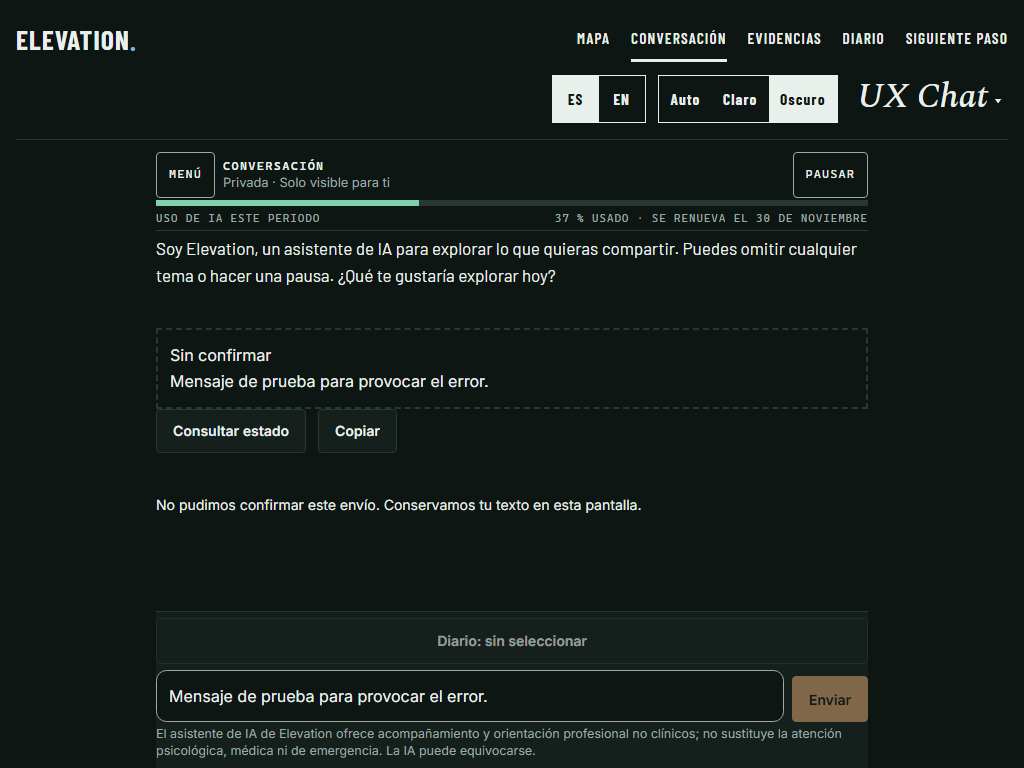 ELEVATION.
MAPA CONVERSACIÓN EVIDENCIAS DIARIO SIGUIENTE PASO
ES EN Auto Claro Oscuro UX Chat
MENÚ
CONVERSACIÓN
Privada · Solo visible para ti
PAUSAR
USO DE IA ESTE PERIODO
37 % USADO · SE RENUEVA EL 30 DE NOVIEMBRE
Soy Elevation, un asistente de IA para explorar lo que quieras compartir. Puedes omitir cualquier
tema o hacer una pausa. ¿Qué te gustaría explorar hoy?
Sin confirmar
Mensaje de prueba para provocar el error.
Consultar estado Copiar
No pudimos confirmar este envío. Conservamos tu texto en esta pantalla.
Diario: sin seleccionar
Mensaje de prueba para provocar el error.
Enviar
El asistente de IA de Elevation ofrece acompañamiento y orientación profesional no clínicos; no sustituye la atención
psicológica, médica ni de emergencia. La IA puede equivocarse.